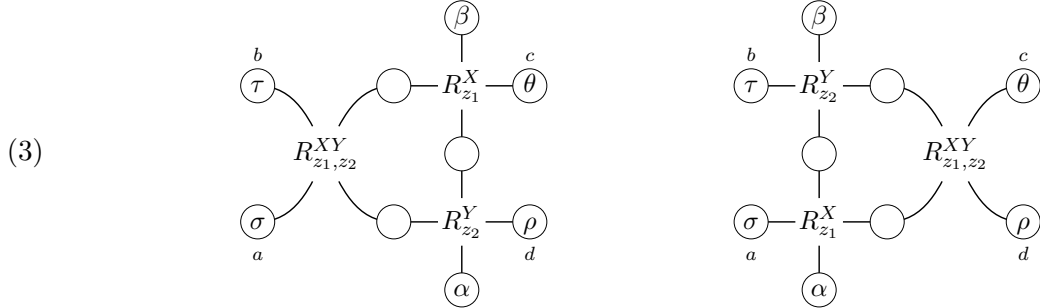 β β
b c b c
τ R^X_{z_1} θ τ R^Y_{z_2} θ
(3) R^{XY}_{z_1,z_2} R^{XY}_{z_1,z_2}
σ R^Y_{z_2} ρ σ R^X_{z_1} ρ
a d a d
α α